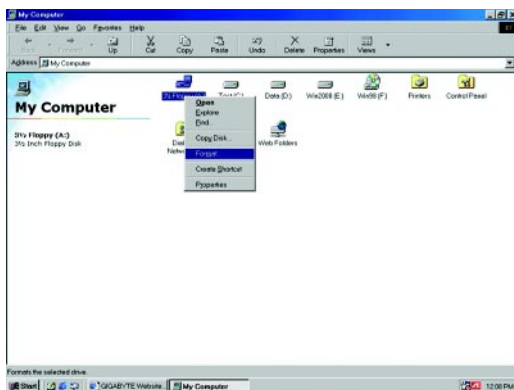 My Computer
File Edit View Go Favorites Help
Back Forward Up Cut Copy Paste Undo Delete Properties Views
Address My Computer
Data (D:) Win2000 (E:) Win98 (F:) Printers Control Panel
My Computer
3½ Floppy (A:)
3½ Inch Floppy Disk
Web Folders
Open
Explore
Find...
Copy Disk...
Format...
Create Shortcut
Properties
Formats the selected drive.
Start GIGABYTE Website My Computer 12:08 PM